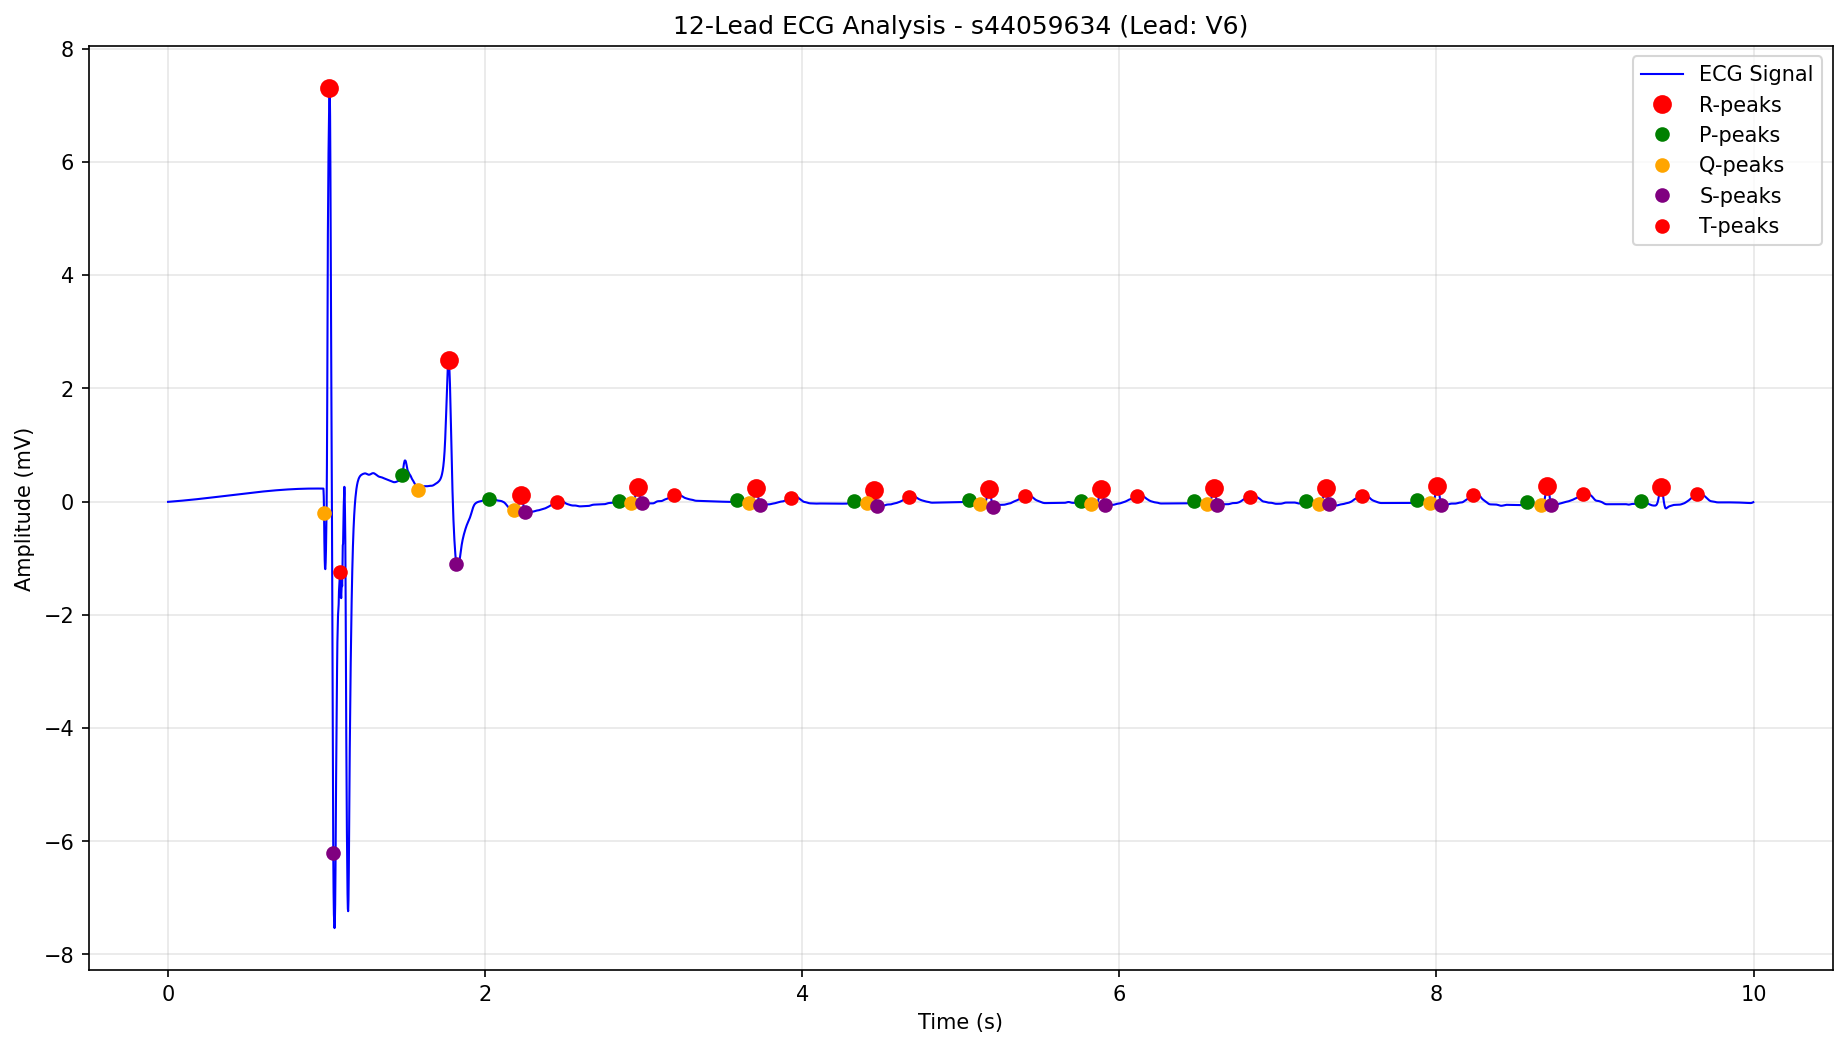 12-Lead ECG Analysis - s44059634 (Lead: V6)
ECG Signal
R-peaks
P-peaks
Q-peaks
S-peaks
T-peaks
Amplitude (mV)
8
6
4
2
0
−2
−4
−6
−8
0 2 4 6 8 10
Time (s)